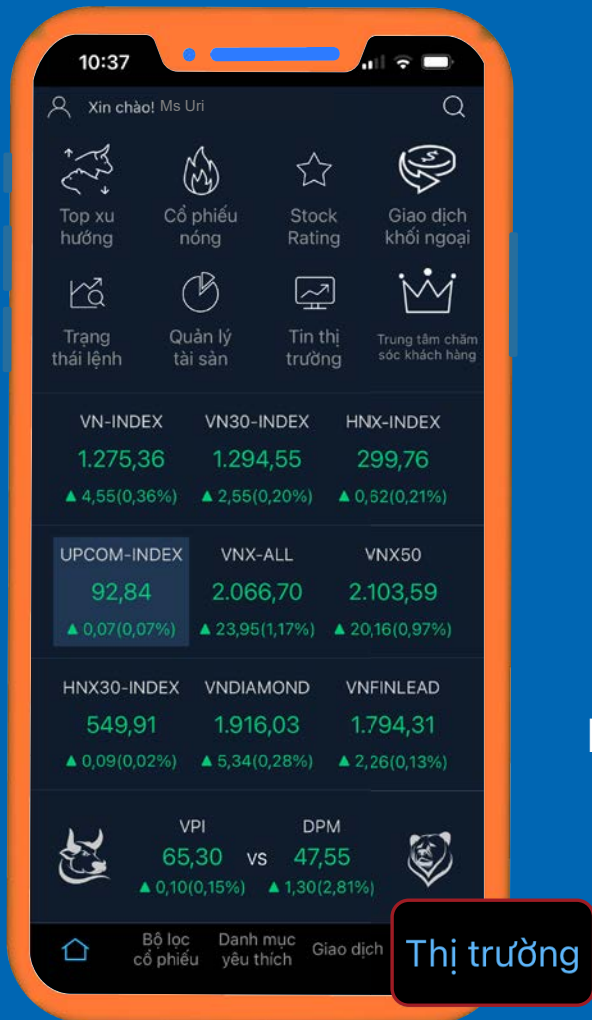 10:37
Xin chào! Ms Uri
Top xu
hướng
Cổ phiếu
nóng
Stock
Rating
Giao dịch
khối ngoại
Trạng
thái lệnh
Quản lý
tài sản
Tin thị
trường
Trung tâm chăm
sóc khách hàng
VN-INDEX VN30-INDEX HNX-INDEX
1.275,36 1.294,55 299,76
▲ 4,55(0,36%) ▲ 2,55(0,20%) ▲ 0,62(0,21%)
UPCOM-INDEX VNX-ALL VNX50
92,84 2.066,70 2.103,59
▲ 0,07(0,07%) ▲ 23,95(1,17%) ▲ 20,16(0,97%)
HNX30-INDEX VNDIAMOND VNFINLEAD
549,91 1.916,03 1.794,31
▲ 0,09(0,02%) ▲ 5,34(0,28%) ▲ 2,26(0,13%)
VPI DPM
65,30 vs 47,55
▲ 0,10(0,15%) ▲ 1,30(2,81%)
Bộ lọc
cổ phiếu
Danh mục
yêu thích
Giao dịch
Thị trường